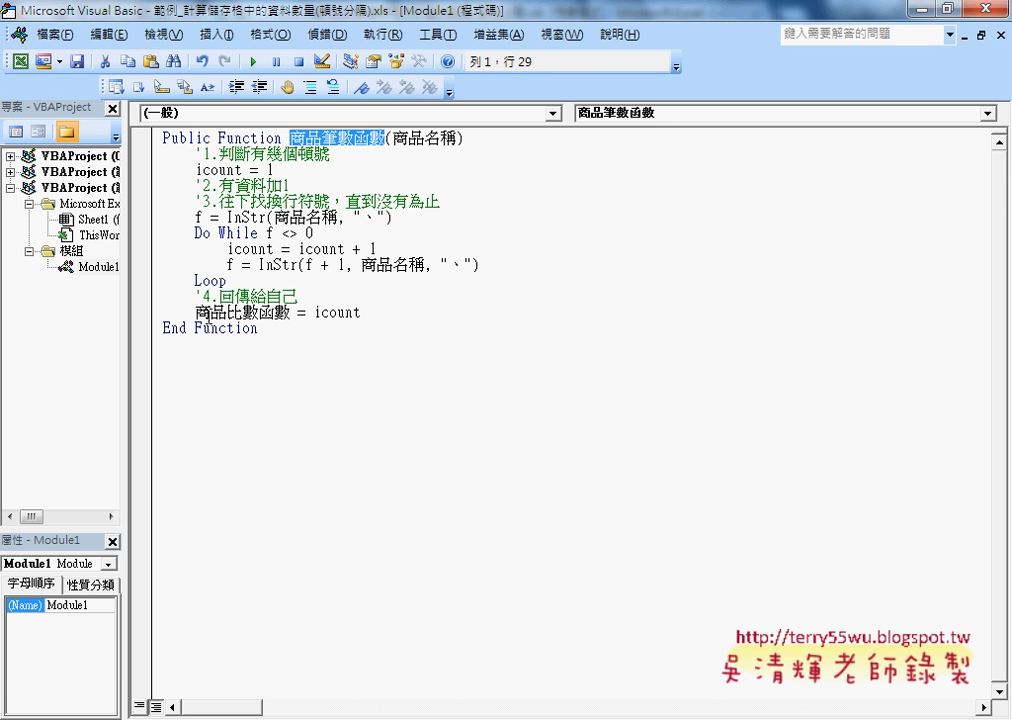 Microsoft Visual Basic - 範例_計算儲存格中的資料數量(頓號分隔).xls - [Module1 (程式碼)]
檔案(F) 編輯(E) 檢視(V) 插入(I) 格式(O) 偵錯(D) 執行(R) 工具(T) 增益集(A) 視窗(W) 說明(H) 鍵入需要解答的問題
列 1，行 29
專案 - VBAProject
(一般) 商品筆數函數
VBAProject (
VBAProject (
VBAProject (
Microsoft Ex
Sheet1 (
ThisWor
模組
Module1
Public Function 商品筆數函數(商品名稱)
'1.判斷有幾個頓號
icount = 1
'2.有資料加1
'3.往下找換行符號，直到沒有為止
f = InStr(商品名稱, "、")
Do While f <> 0
icount = icount + 1
f = InStr(f + 1, 商品名稱, "、")
Loop
'4.回傳給自己
商品比數函數 = icount
End Function
屬性 - Module1
Module1 Module
字母順序 性質分類
(Name) Module1
http://terry55wu.blogspot.tw
吳清輝老師錄製